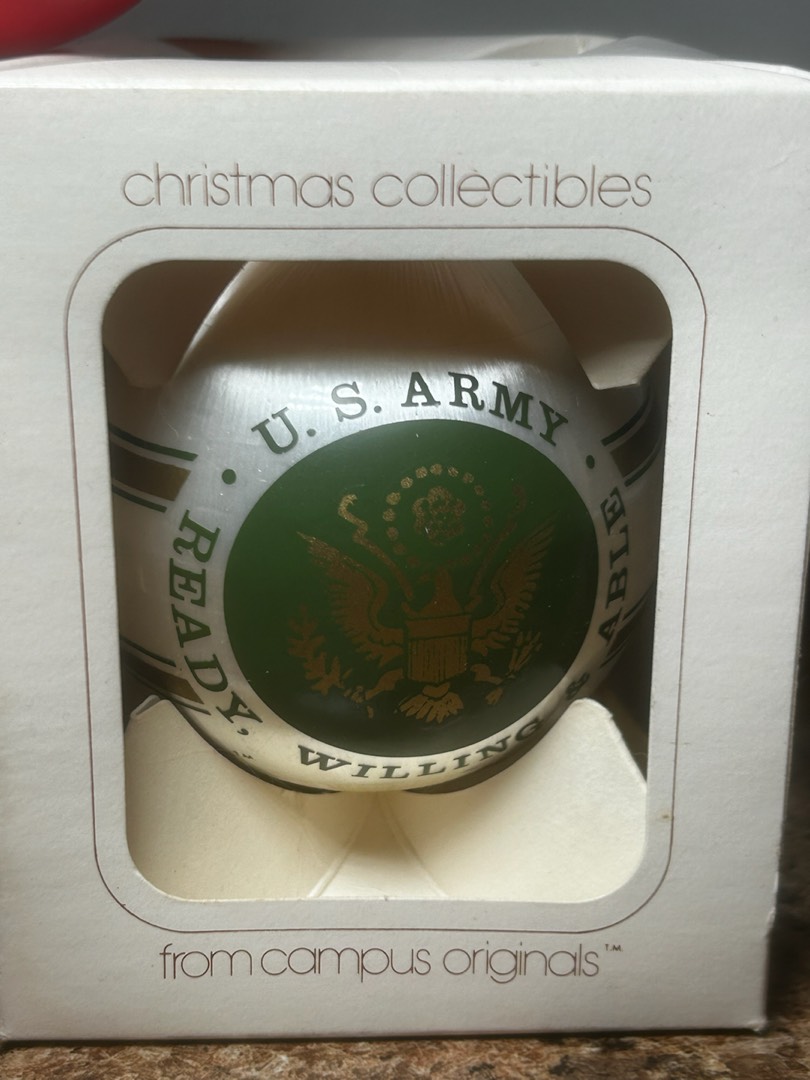 christmas collectibles
• U. S. ARMY •
READY, WILLING & ABLE
from campus originals™